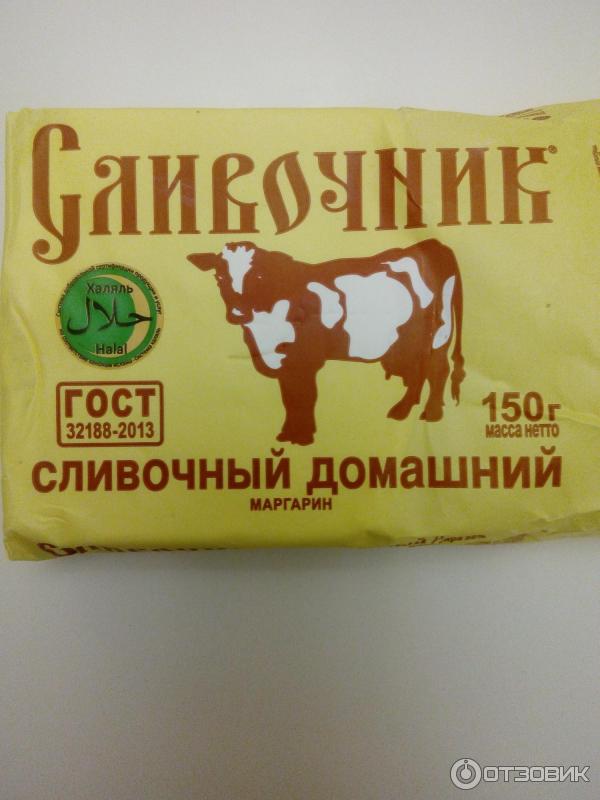 Сливочник®
Халяль
حلال
Halal
ГОСТ
32188-2013
150г
масса нетто
СЛИВОЧНЫЙ ДОМАШНИЙ
МАРГАРИН
ОТЗОВИК